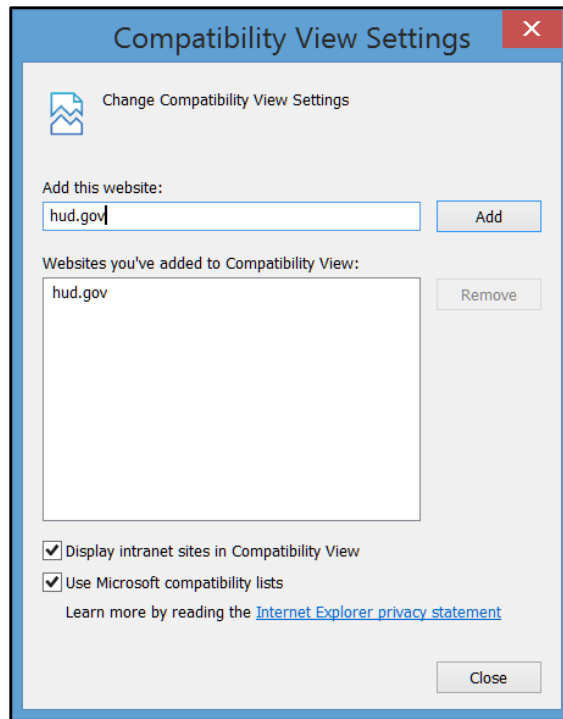 Compatibility View Settings
Change Compatibility View Settings
Add this website:
hud.gov
Add
Websites you've added to Compatibility View:
hud.gov
Remove
Display intranet sites in Compatibility View
Use Microsoft compatibility lists
Learn more by reading the Internet Explorer privacy statement
Close